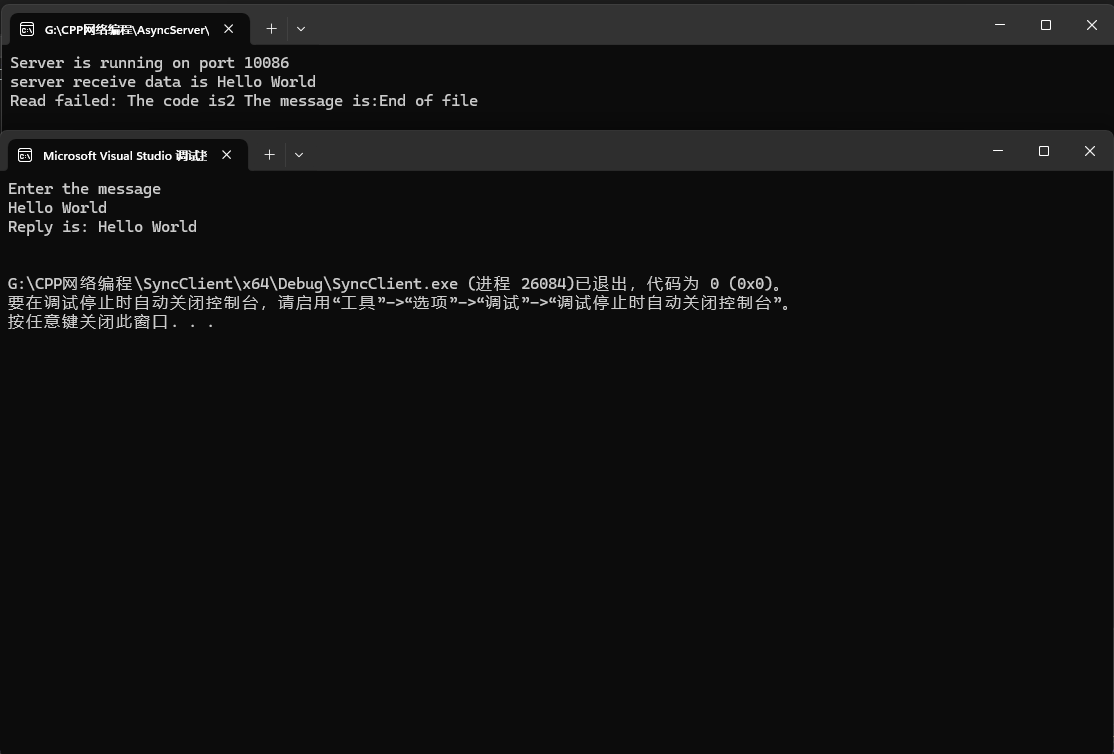 G:\CPP网络编程\AsyncServer\
Server is running on port 10086
server receive data is Hello World
Read failed: The code is2 The message is:End of file
Microsoft Visual Studio 调试
Enter the message
Hello World
Reply is: Hello World
G:\CPP网络编程\SyncClient\x64\Debug\SyncClient.exe (进程 26084)已退出，代码为 0 (0x0)。
要在调试停止时自动关闭控制台，请启用“工具”->“选项”->“调试”->“调试停止时自动关闭控制台”。
按任意键关闭此窗口. . .